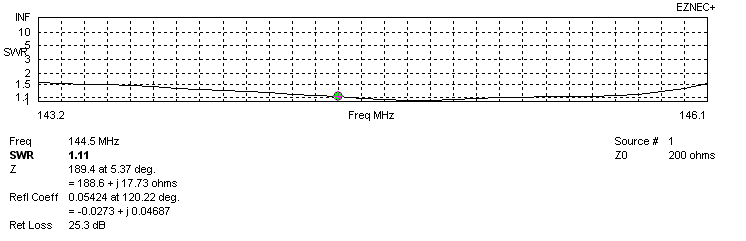 EZNEC+
INF
10
5
SWR
3
2
1.5
1.1
143.2 Freq MHz 146.1
Freq 144.5 MHz Source # 1
SWR 1.11 Z0 200 ohms
Z 189.4 at 5.37 deg.
= 188.6 + j 17.73 ohms
Refl Coeff 0.05424 at 120.22 deg.
= -0.0273 + j 0.04687
Ret Loss 25.3 dB